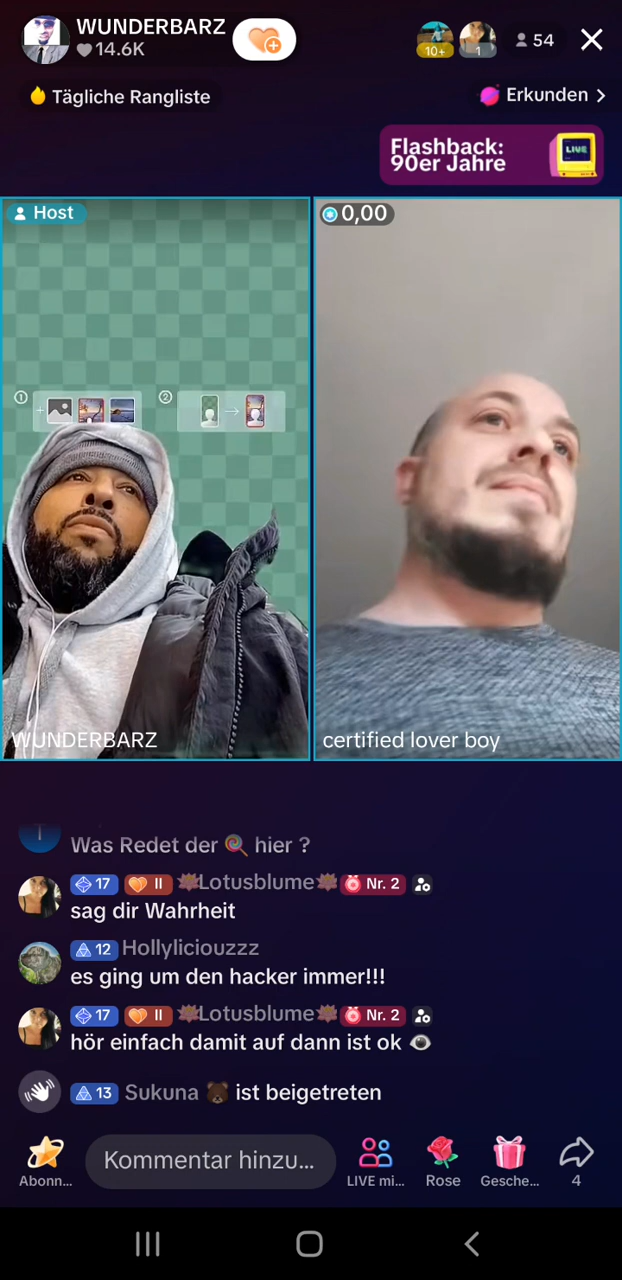 WUNDERBARZ
14.6K
10+
1
54
Tägliche Rangliste
Erkunden
Flashback:
90er Jahre
LIVE
Host
0,00
1
2
WUNDERBARZ
certified lover boy
Was Redet der 🍭 hier ?
17 II Lotusblume Nr. 2
sag dir Wahrheit
12 Hollyliciouzzz
es ging um den hacker immer!!!
17 II Lotusblume Nr. 2
hör einfach damit auf dann ist ok 👁
13 Sukuna 🐻 ist beigetreten
Kommentar hinzu...
Abonn...
LIVE mi...
Rose
Gesche...
4